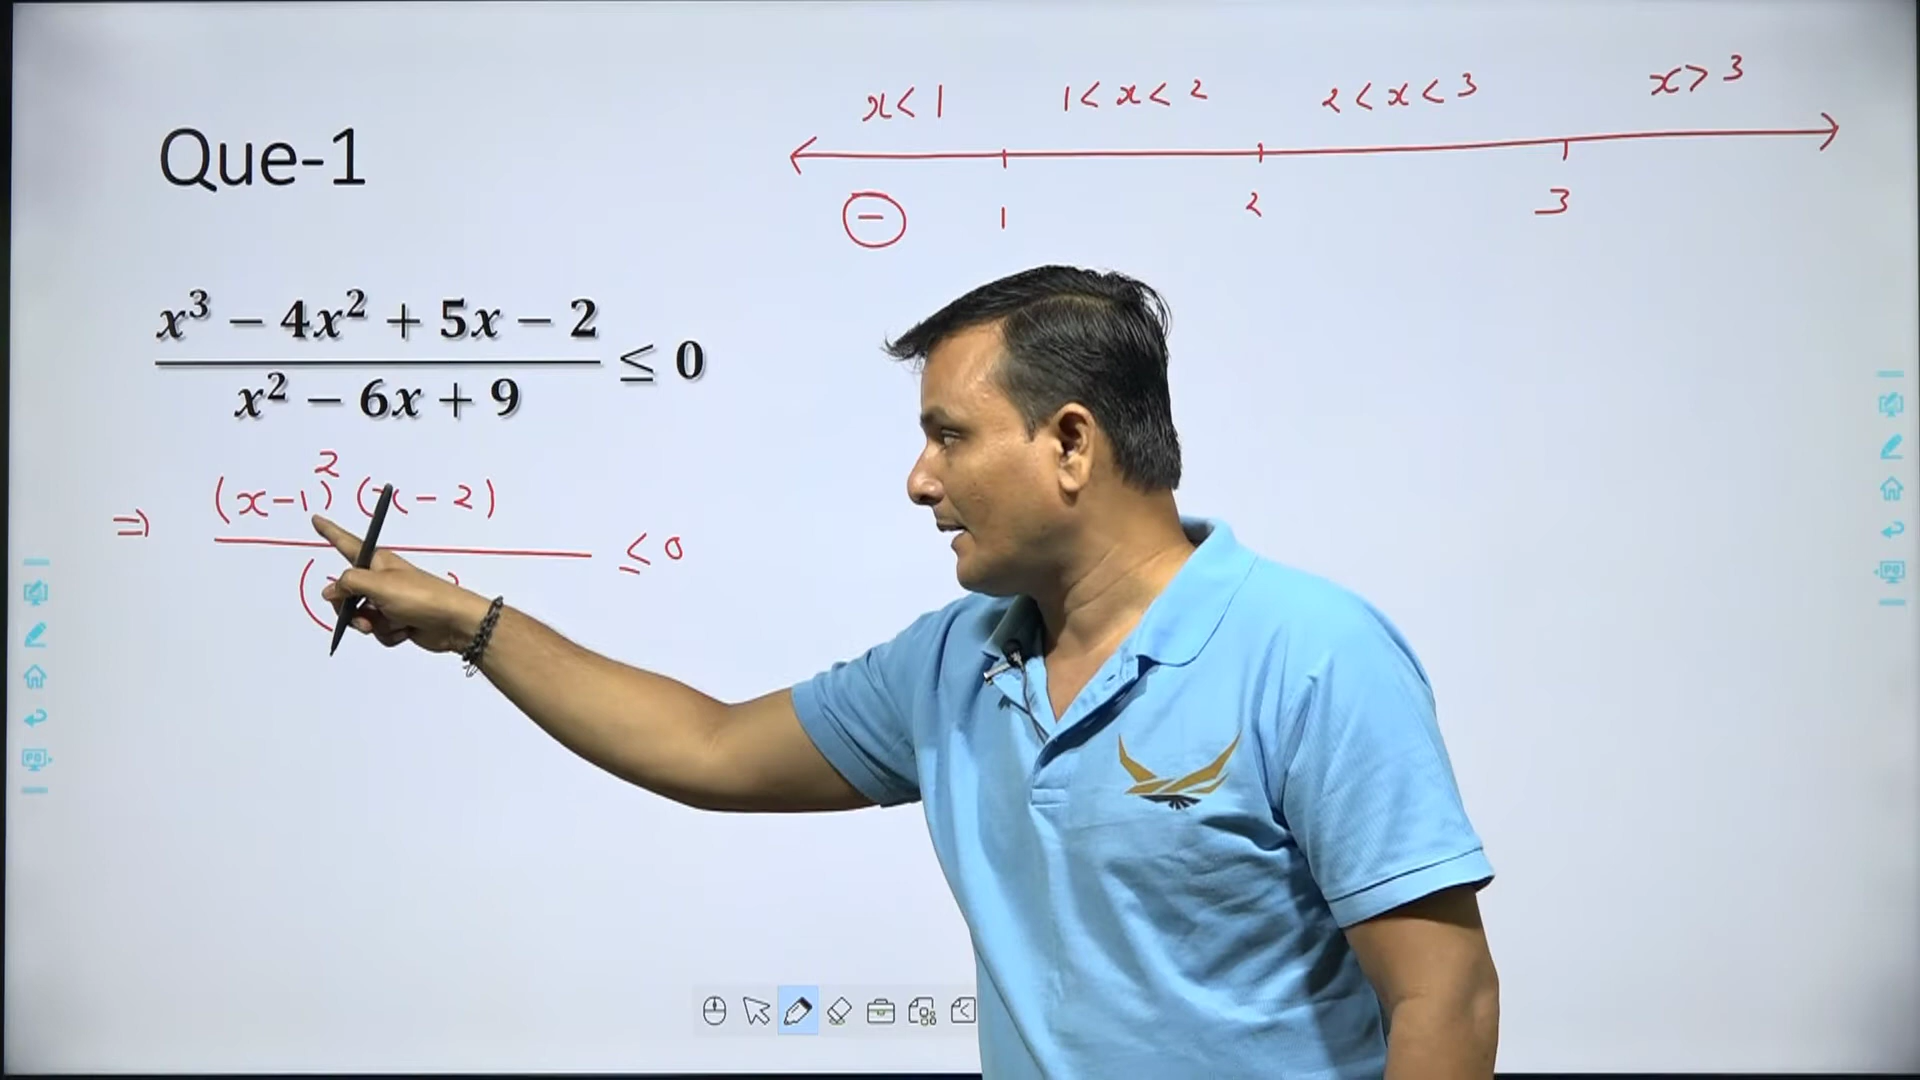 x < 1 1 < x < 2 2 < x < 3 x > 3
− 1 2 3
Que-1
x³ − 4x² + 5x − 2
x² − 6x + 9
≤ 0
⇒ (x-1)² (x-2)
≤ 0